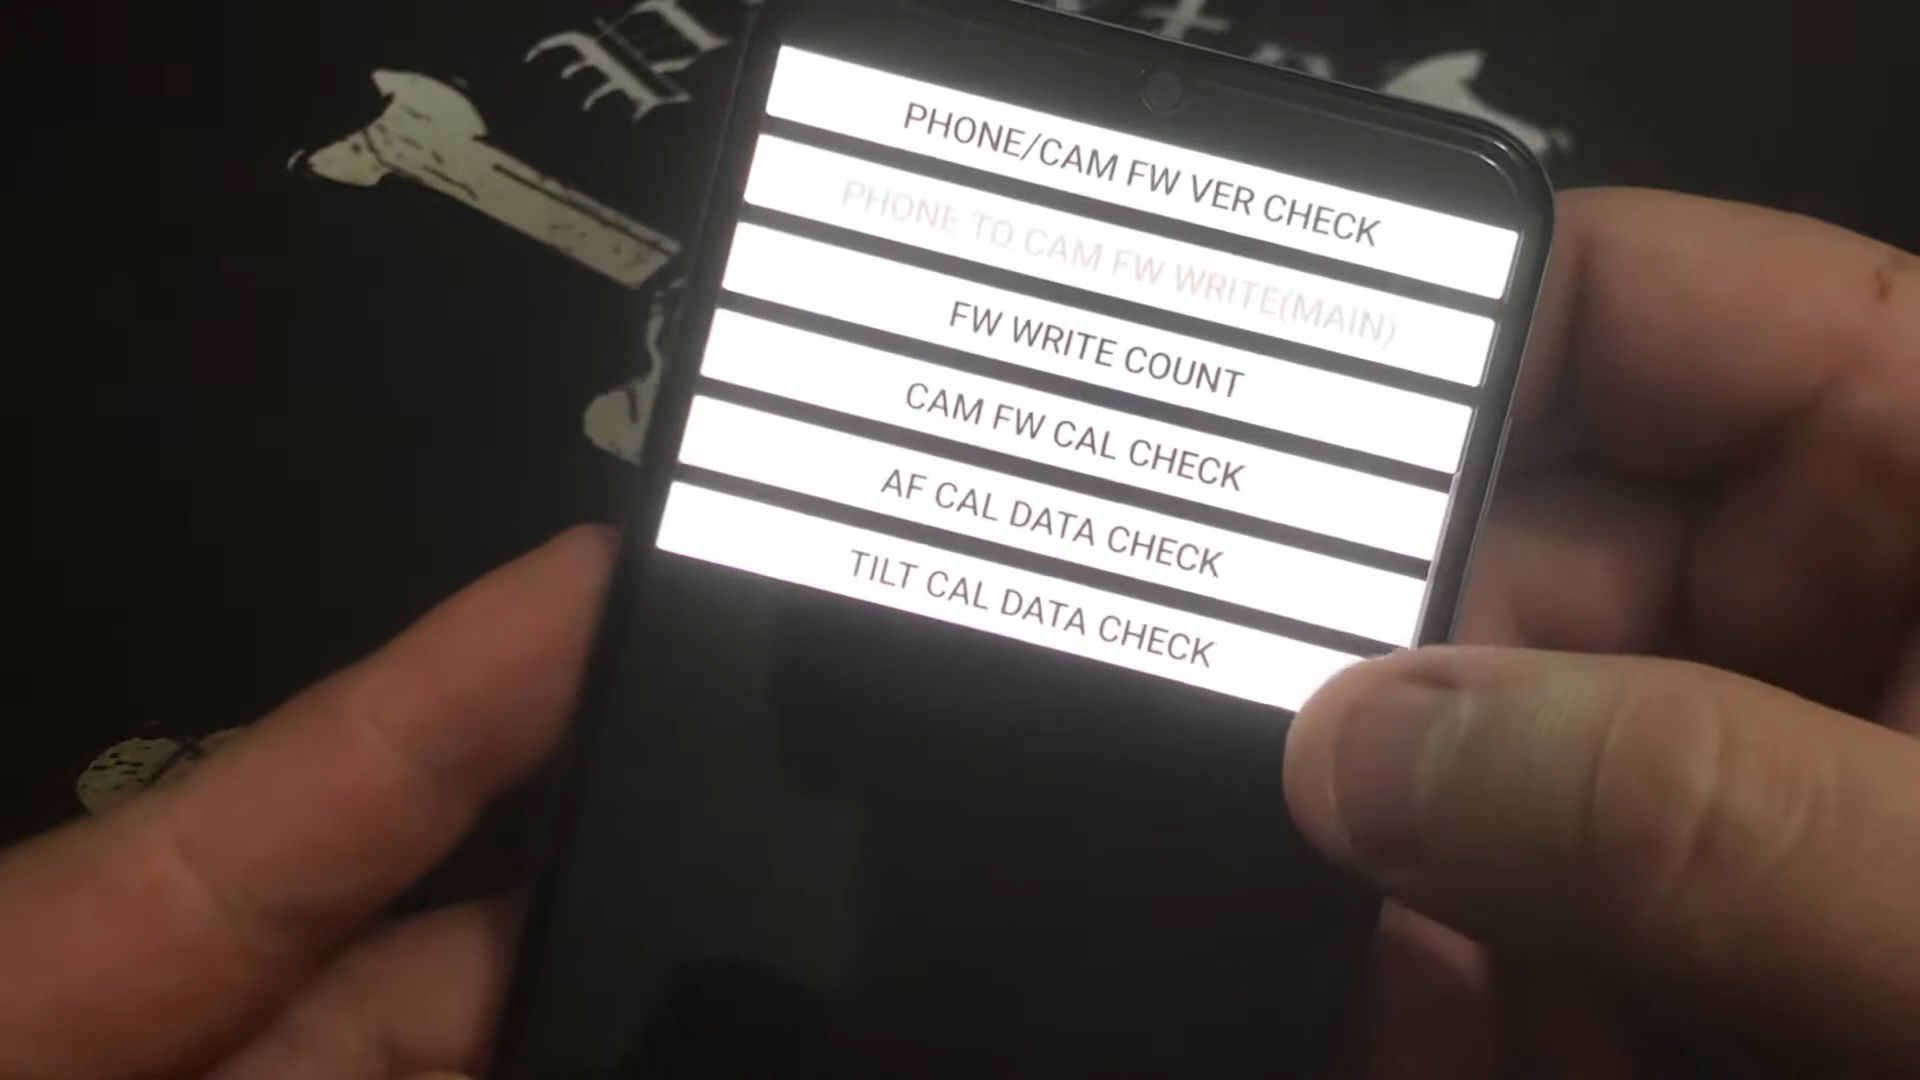 PHONE/CAM FW VER CHECK
PHONE TO CAM FW WRITE(MAIN)
FW WRITE COUNT
CAM FW CAL CHECK
AF CAL DATA CHECK
TILT CAL DATA CHECK